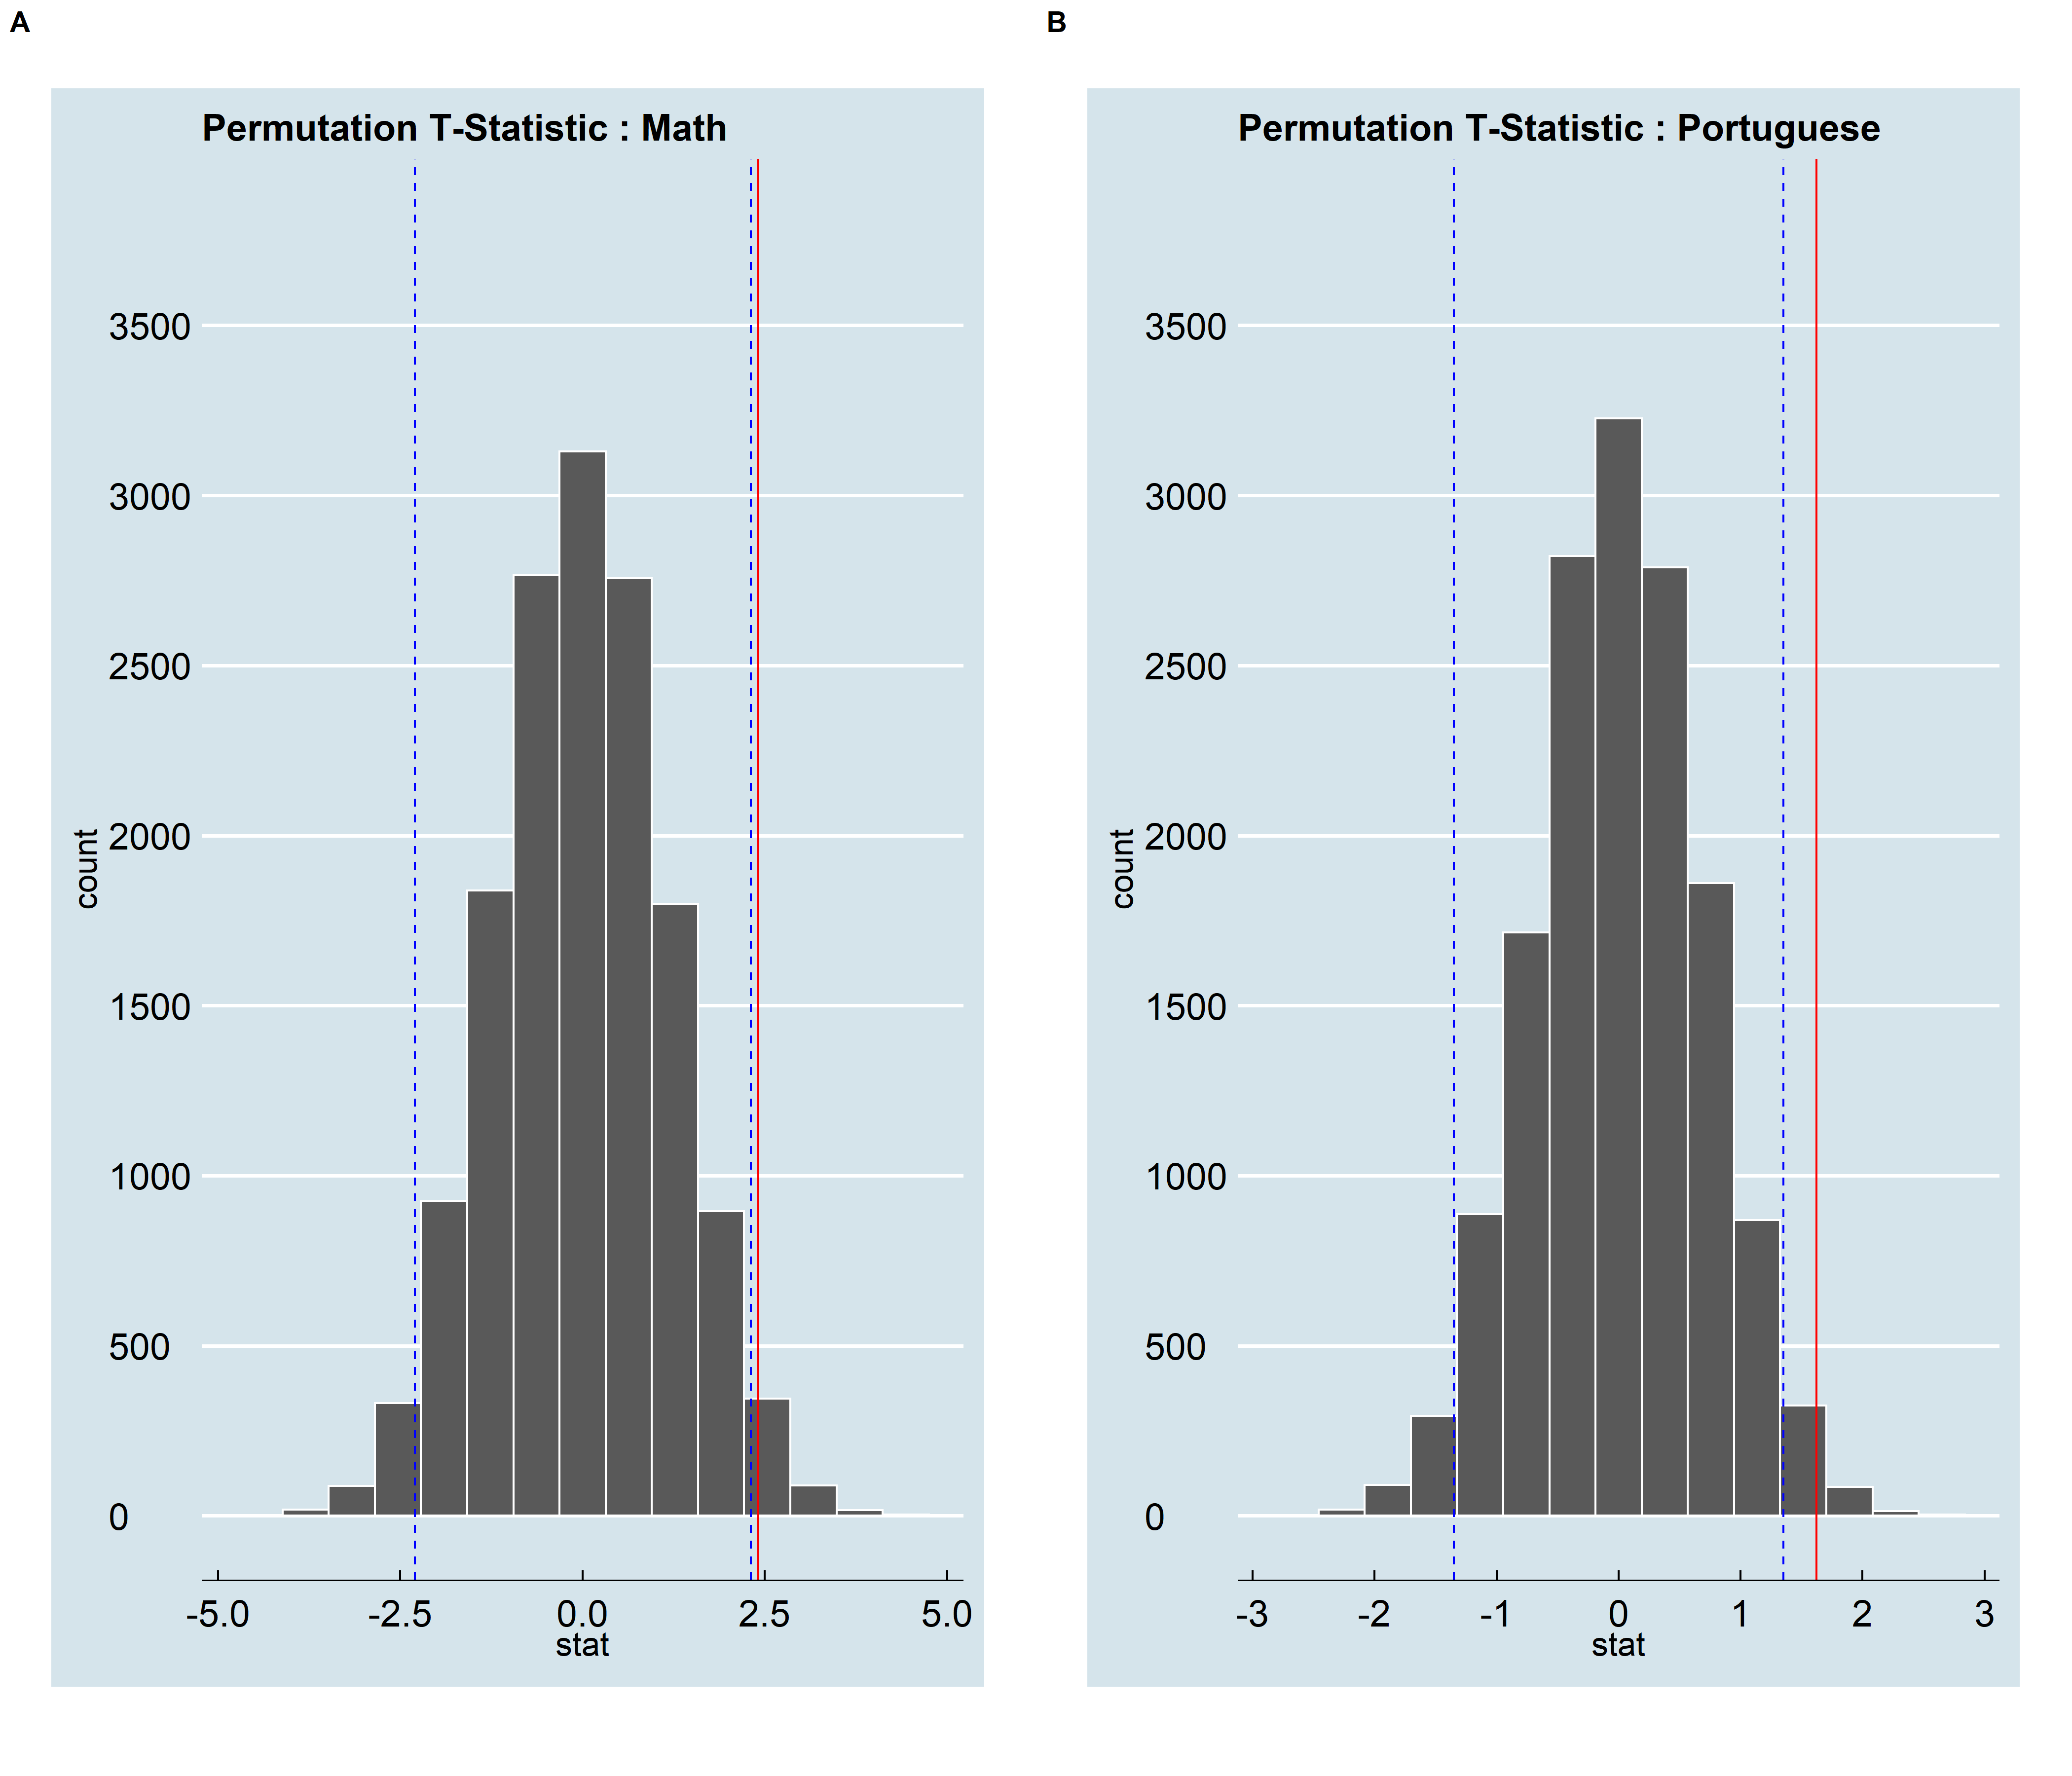 A
Permutation T-Statistic : Math
3500
3000
2500
2000
1500
1000
500
0
count
-5.0 -2.5 0.0 2.5 5.0
stat
B
Permutation T-Statistic : Portuguese
3500
3000
2500
2000
1500
1000
500
0
count
-3 -2 -1 0 1 2 3
stat